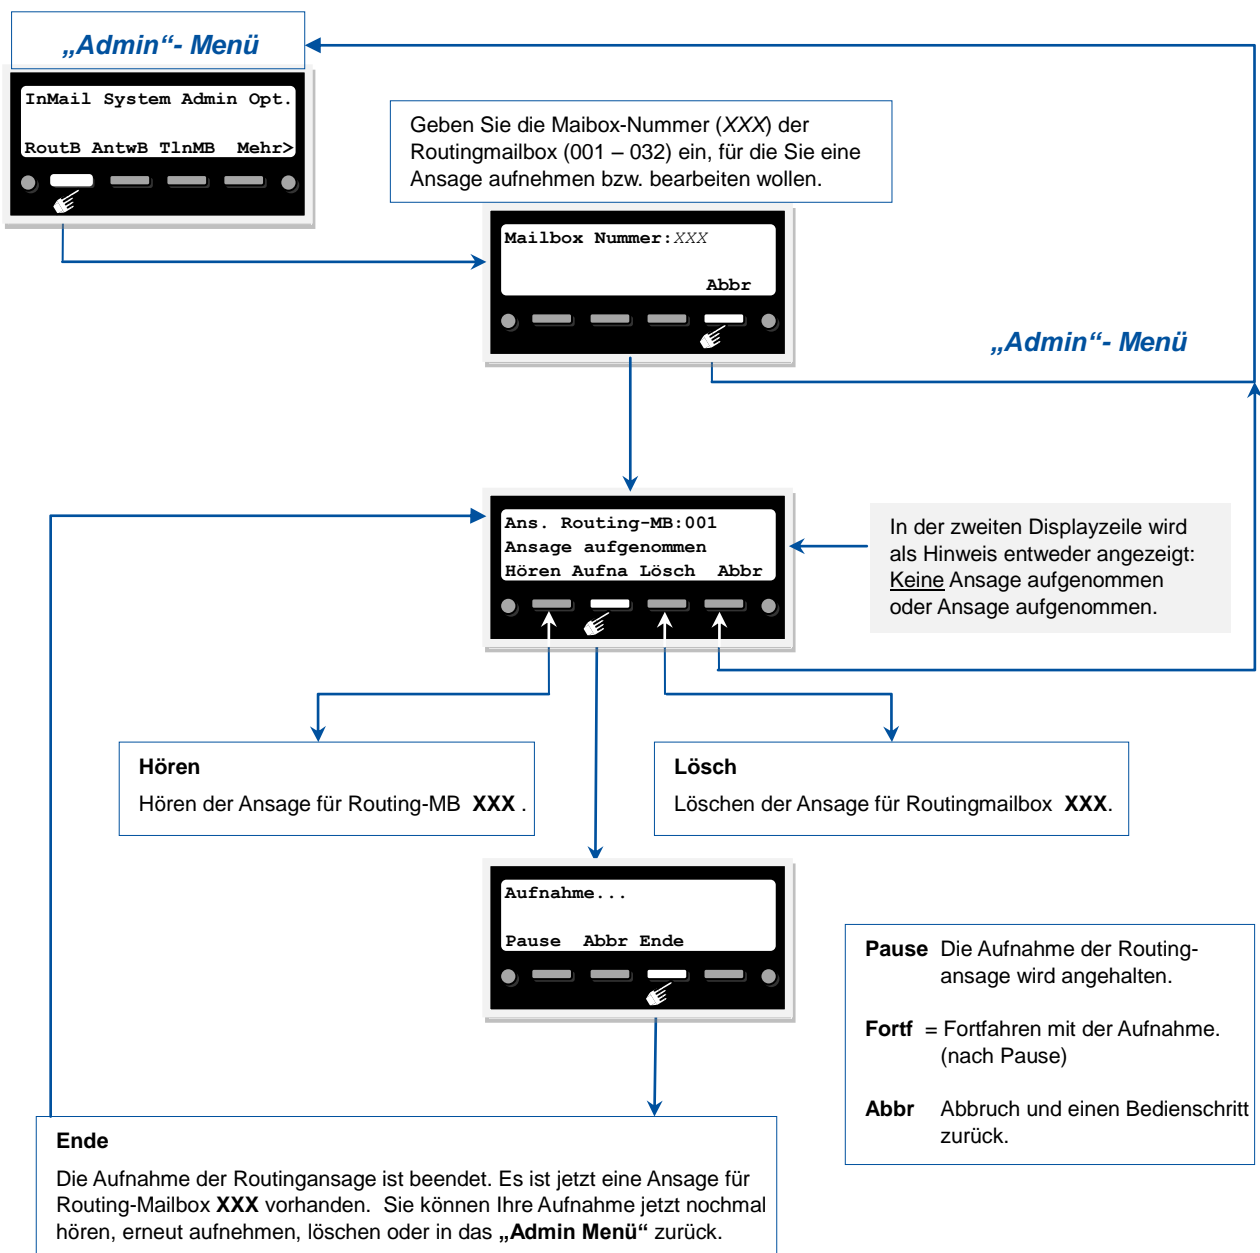 „Admin“- Menü
InMail System Admin Opt.
RoutB AntwB TlnMB Mehr>
Geben Sie die Maibox-Nummer (XXX) der
Routingmailbox (001 – 032) ein, für die Sie eine
Ansage aufnehmen bzw. bearbeiten wollen.
Mailbox Nummer:XXX
Abbr
„Admin“- Menü
Ans. Routing-MB:001
Ansage aufgenommen
Hören Aufna Lösch Abbr
In der zweiten Displayzeile wird
als Hinweis entweder angezeigt:
Keine Ansage aufgenommen
oder Ansage aufgenommen.
Hören
Hören der Ansage für Routing-MB XXX .
Lösch
Löschen der Ansage für Routingmailbox XXX.
Aufnahme...
Pause Abbr Ende
Pause Die Aufnahme der Routing-
ansage wird angehalten.
Fortf = Fortfahren mit der Aufnahme.
(nach Pause)
Abbr Abbruch und einen Bedienschritt
zurück.
Ende
Die Aufnahme der Routingansage ist beendet. Es ist jetzt eine Ansage für
Routing-Mailbox XXX vorhanden. Sie können Ihre Aufnahme jetzt nochmal
hören, erneut aufnehmen, löschen oder in das „Admin Menü“ zurück.